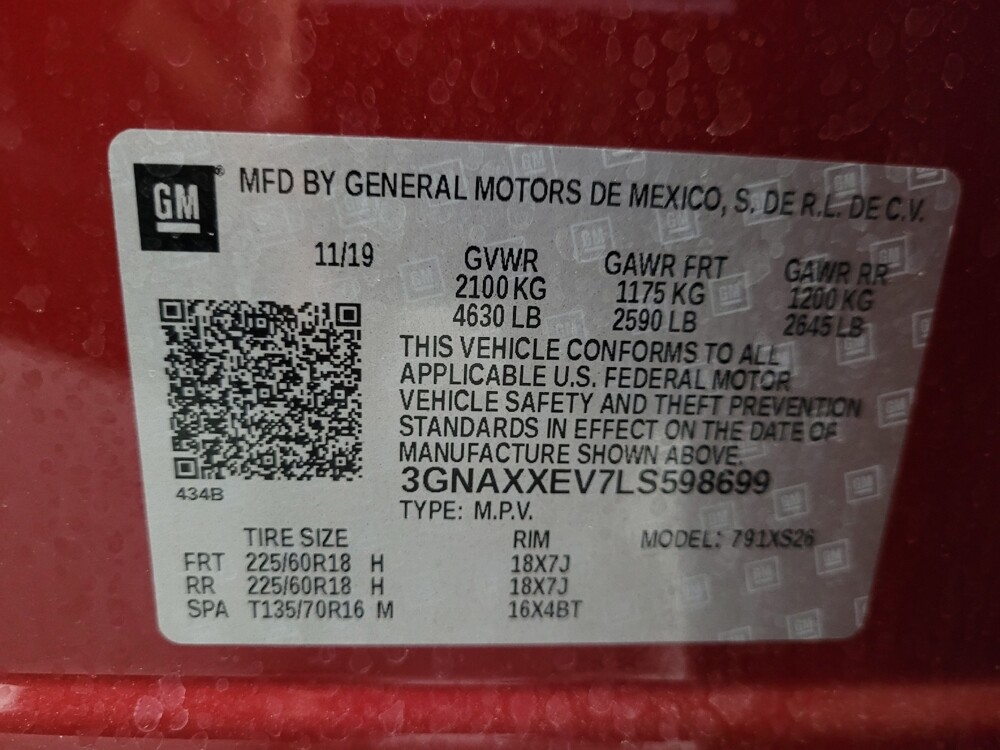 GM ® MFD BY GENERAL MOTORS DE MEXICO, S. DE R.L. DE C.V.
11/19 GVWR GAWR FRT GAWR RR
2100 KG 1175 KG 1200 KG
4630 LB 2590 LB 2645 LB
THIS VEHICLE CONFORMS TO ALL
APPLICABLE U.S. FEDERAL MOTOR
VEHICLE SAFETY AND THEFT PREVENTION
STANDARDS IN EFFECT ON THE DATE OF
MANUFACTURE SHOWN ABOVE.
434B
3GNAXXEV7LS598699
TYPE: M.P.V.
TIRE SIZE RIM MODEL: 791XS26
FRT 225/60R18 H 18X7J
RR 225/60R18 H 18X7J
SPA T135/70R16 M 16X4BT